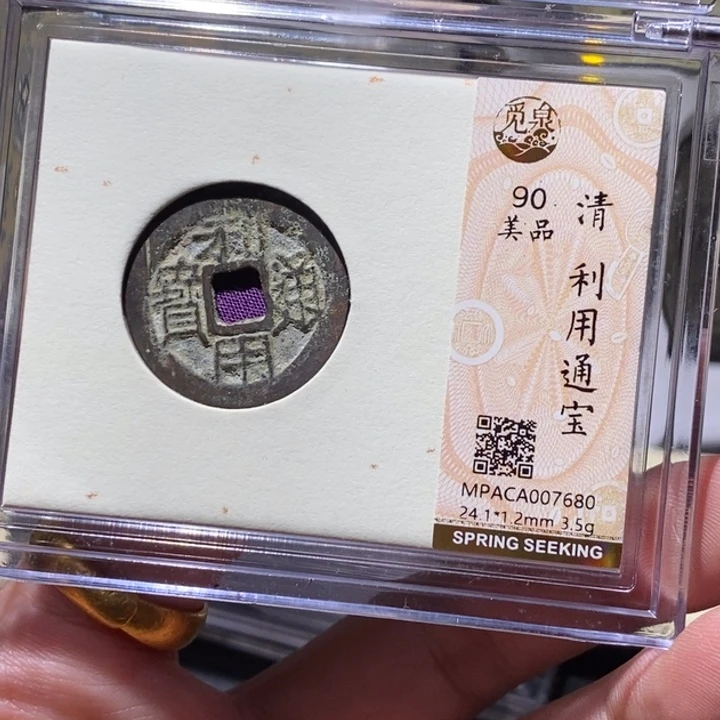 觅泉
90
美品
清 利用通宝
MPACA007680
24.1*1.2mm 3.5g
SPRING SEEKING
利用通寶